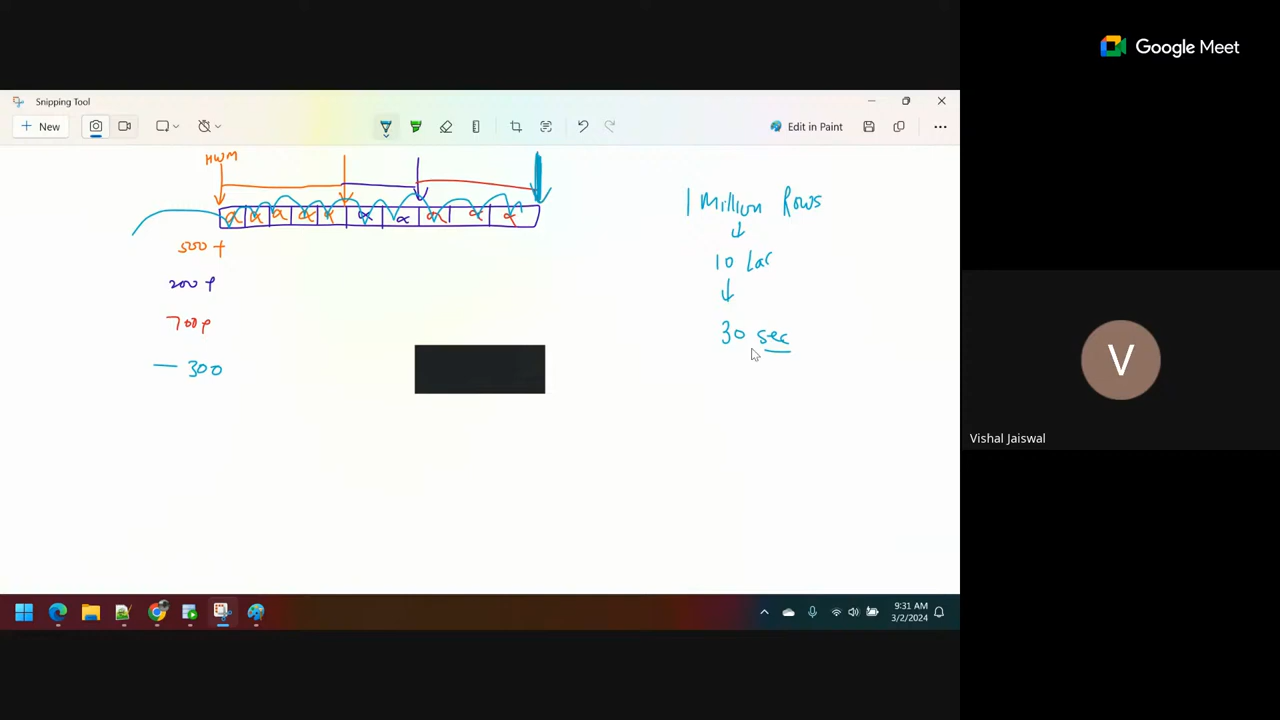 Google Meet
Snipping Tool
New
Edit in Paint
HWM
1 Million Rows
500 +
10 Lac
200 +
700
30 sec
— 300
V
Vishal Jaiswal
9:31 AM
3/2/2024